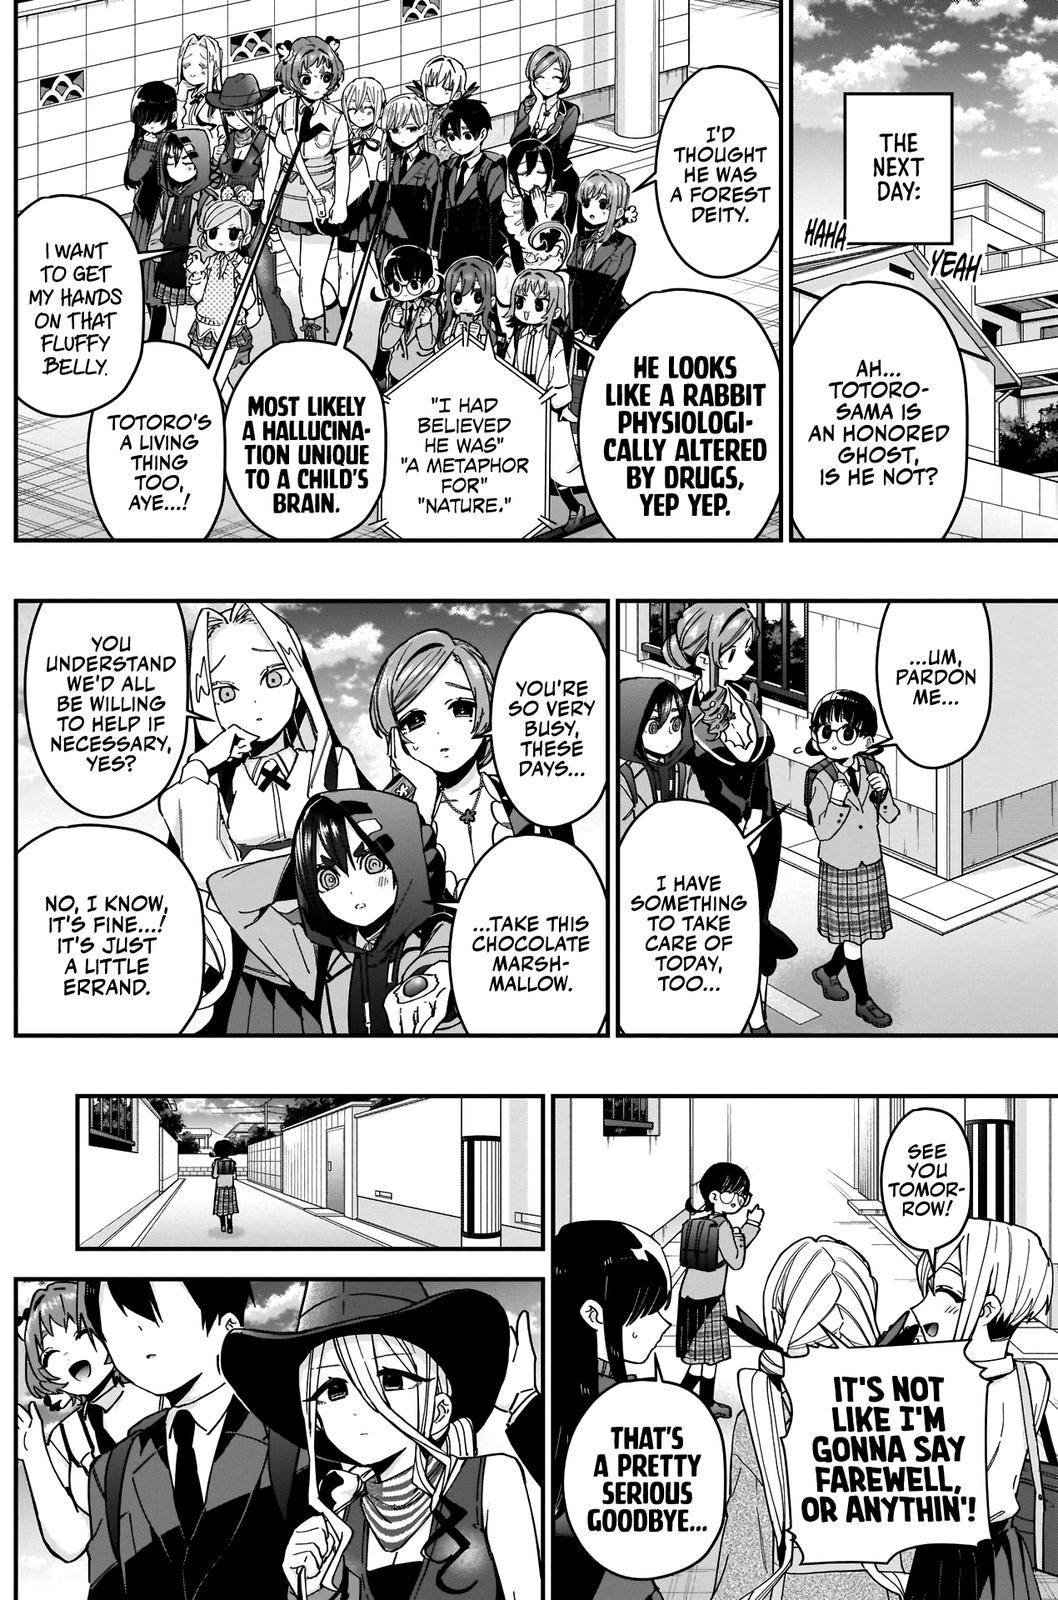 THE
NEXT
DAY:
HAHA
YEAH
AH...
TOTORO-
SAMA IS
AN HONORED
GHOST,
IS HE NOT?
I'D
THOUGHT
HE WAS
A FOREST
DEITY.
HE LOOKS
LIKE A RABBIT
PHYSIOLOGI-
CALLY ALTERED
BY DRUGS,
YEP YEP.
"I HAD
BELIEVED
HE WAS"
"A METAPHOR
FOR"
"NATURE."
MOST LIKELY
A HALLUCINA-
TION UNIQUE
TO A CHILD'S
BRAIN.
TOTORO'S
A LIVING
THING
TOO,
AYE...!
I WANT
TO GET
MY HANDS
ON THAT
FLUFFY
BELLY.
...UM,
PARDON
ME...
I HAVE
SOMETHING
TO TAKE
CARE OF
TODAY,
TOO...
YOU'RE
SO VERY
BUSY,
THESE
DAYS...
...TAKE THIS
CHOCOLATE
MARSH-
MALLOW.
YOU
UNDERSTAND
WE'D ALL
BE WILLING
TO HELP IF
NECESSARY,
YES?
NO, I KNOW,
IT'S FINE...!
IT'S JUST
A LITTLE
ERRAND.
SEE
YOU
TOMOR-
ROW!
IT'S NOT
LIKE I'M
GONNA SAY
FAREWELL,
OR ANYTHIN'!
THAT'S
A PRETTY
SERIOUS
GOODBYE...